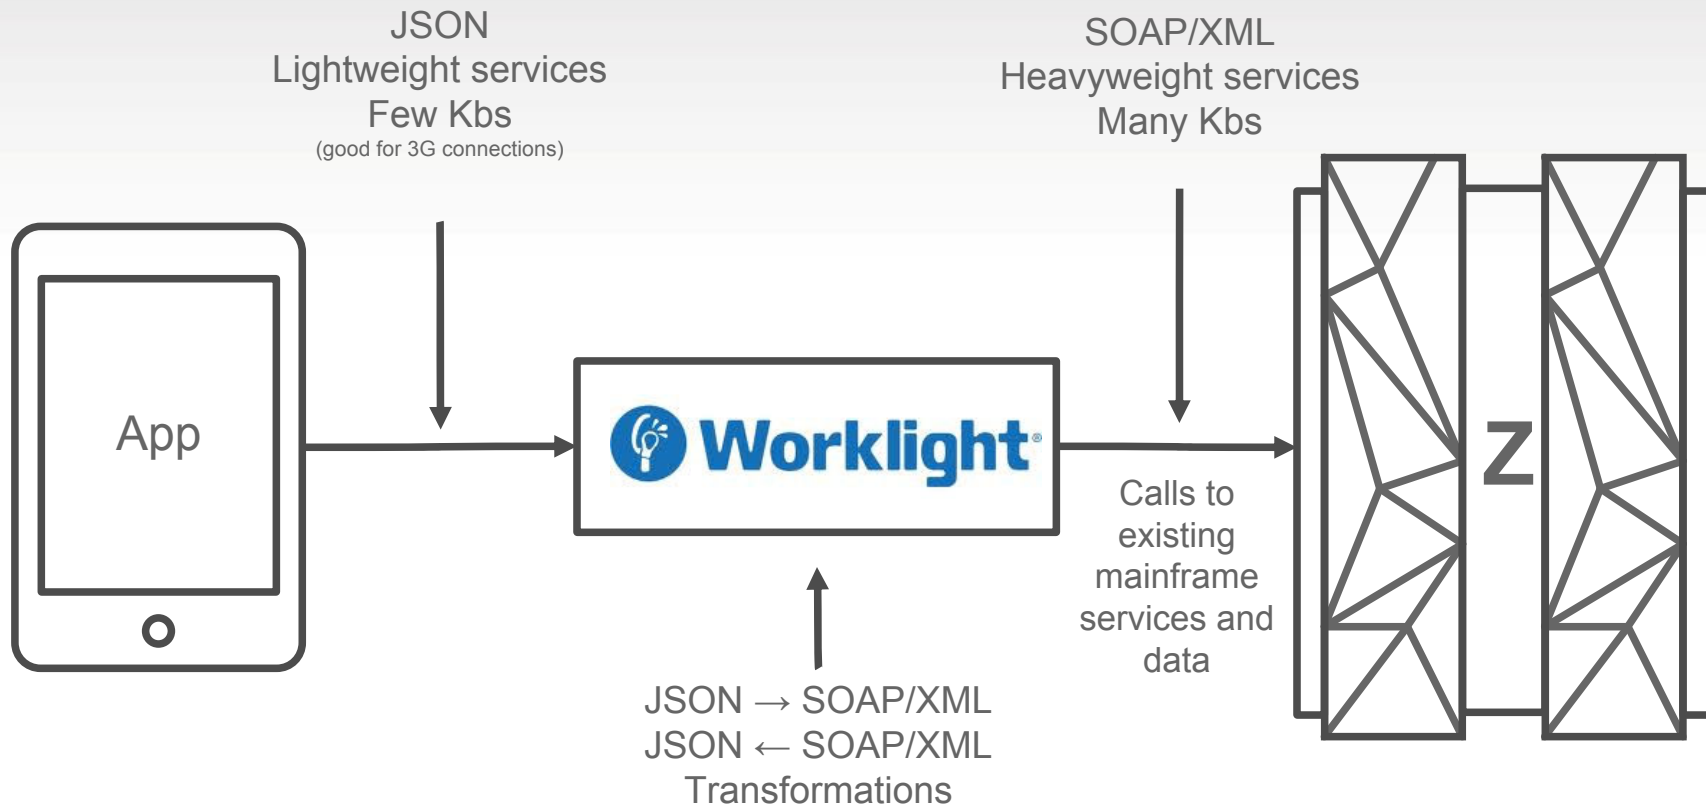 JSON
Lightweight services
Few Kbs
(good for 3G connections)
SOAP/XML
Heavyweight services
Many Kbs
App
Worklight®
Z
Calls to
existing
mainframe
services and
data
JSON → SOAP/XML
JSON ← SOAP/XML
Transformations